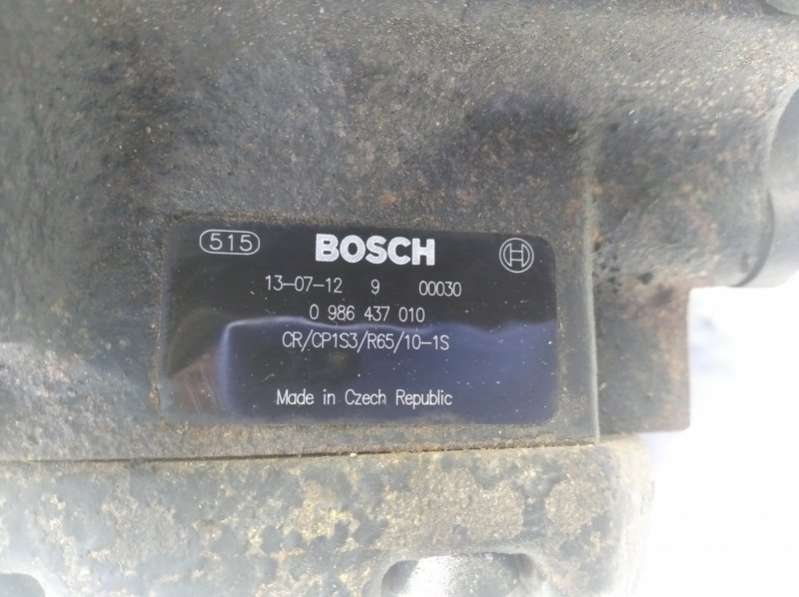 515 BOSCH H
13-07-12 9 00030
0 986 437 010
CR/CP1S3/R65/10-1S
Made in Czech Republic